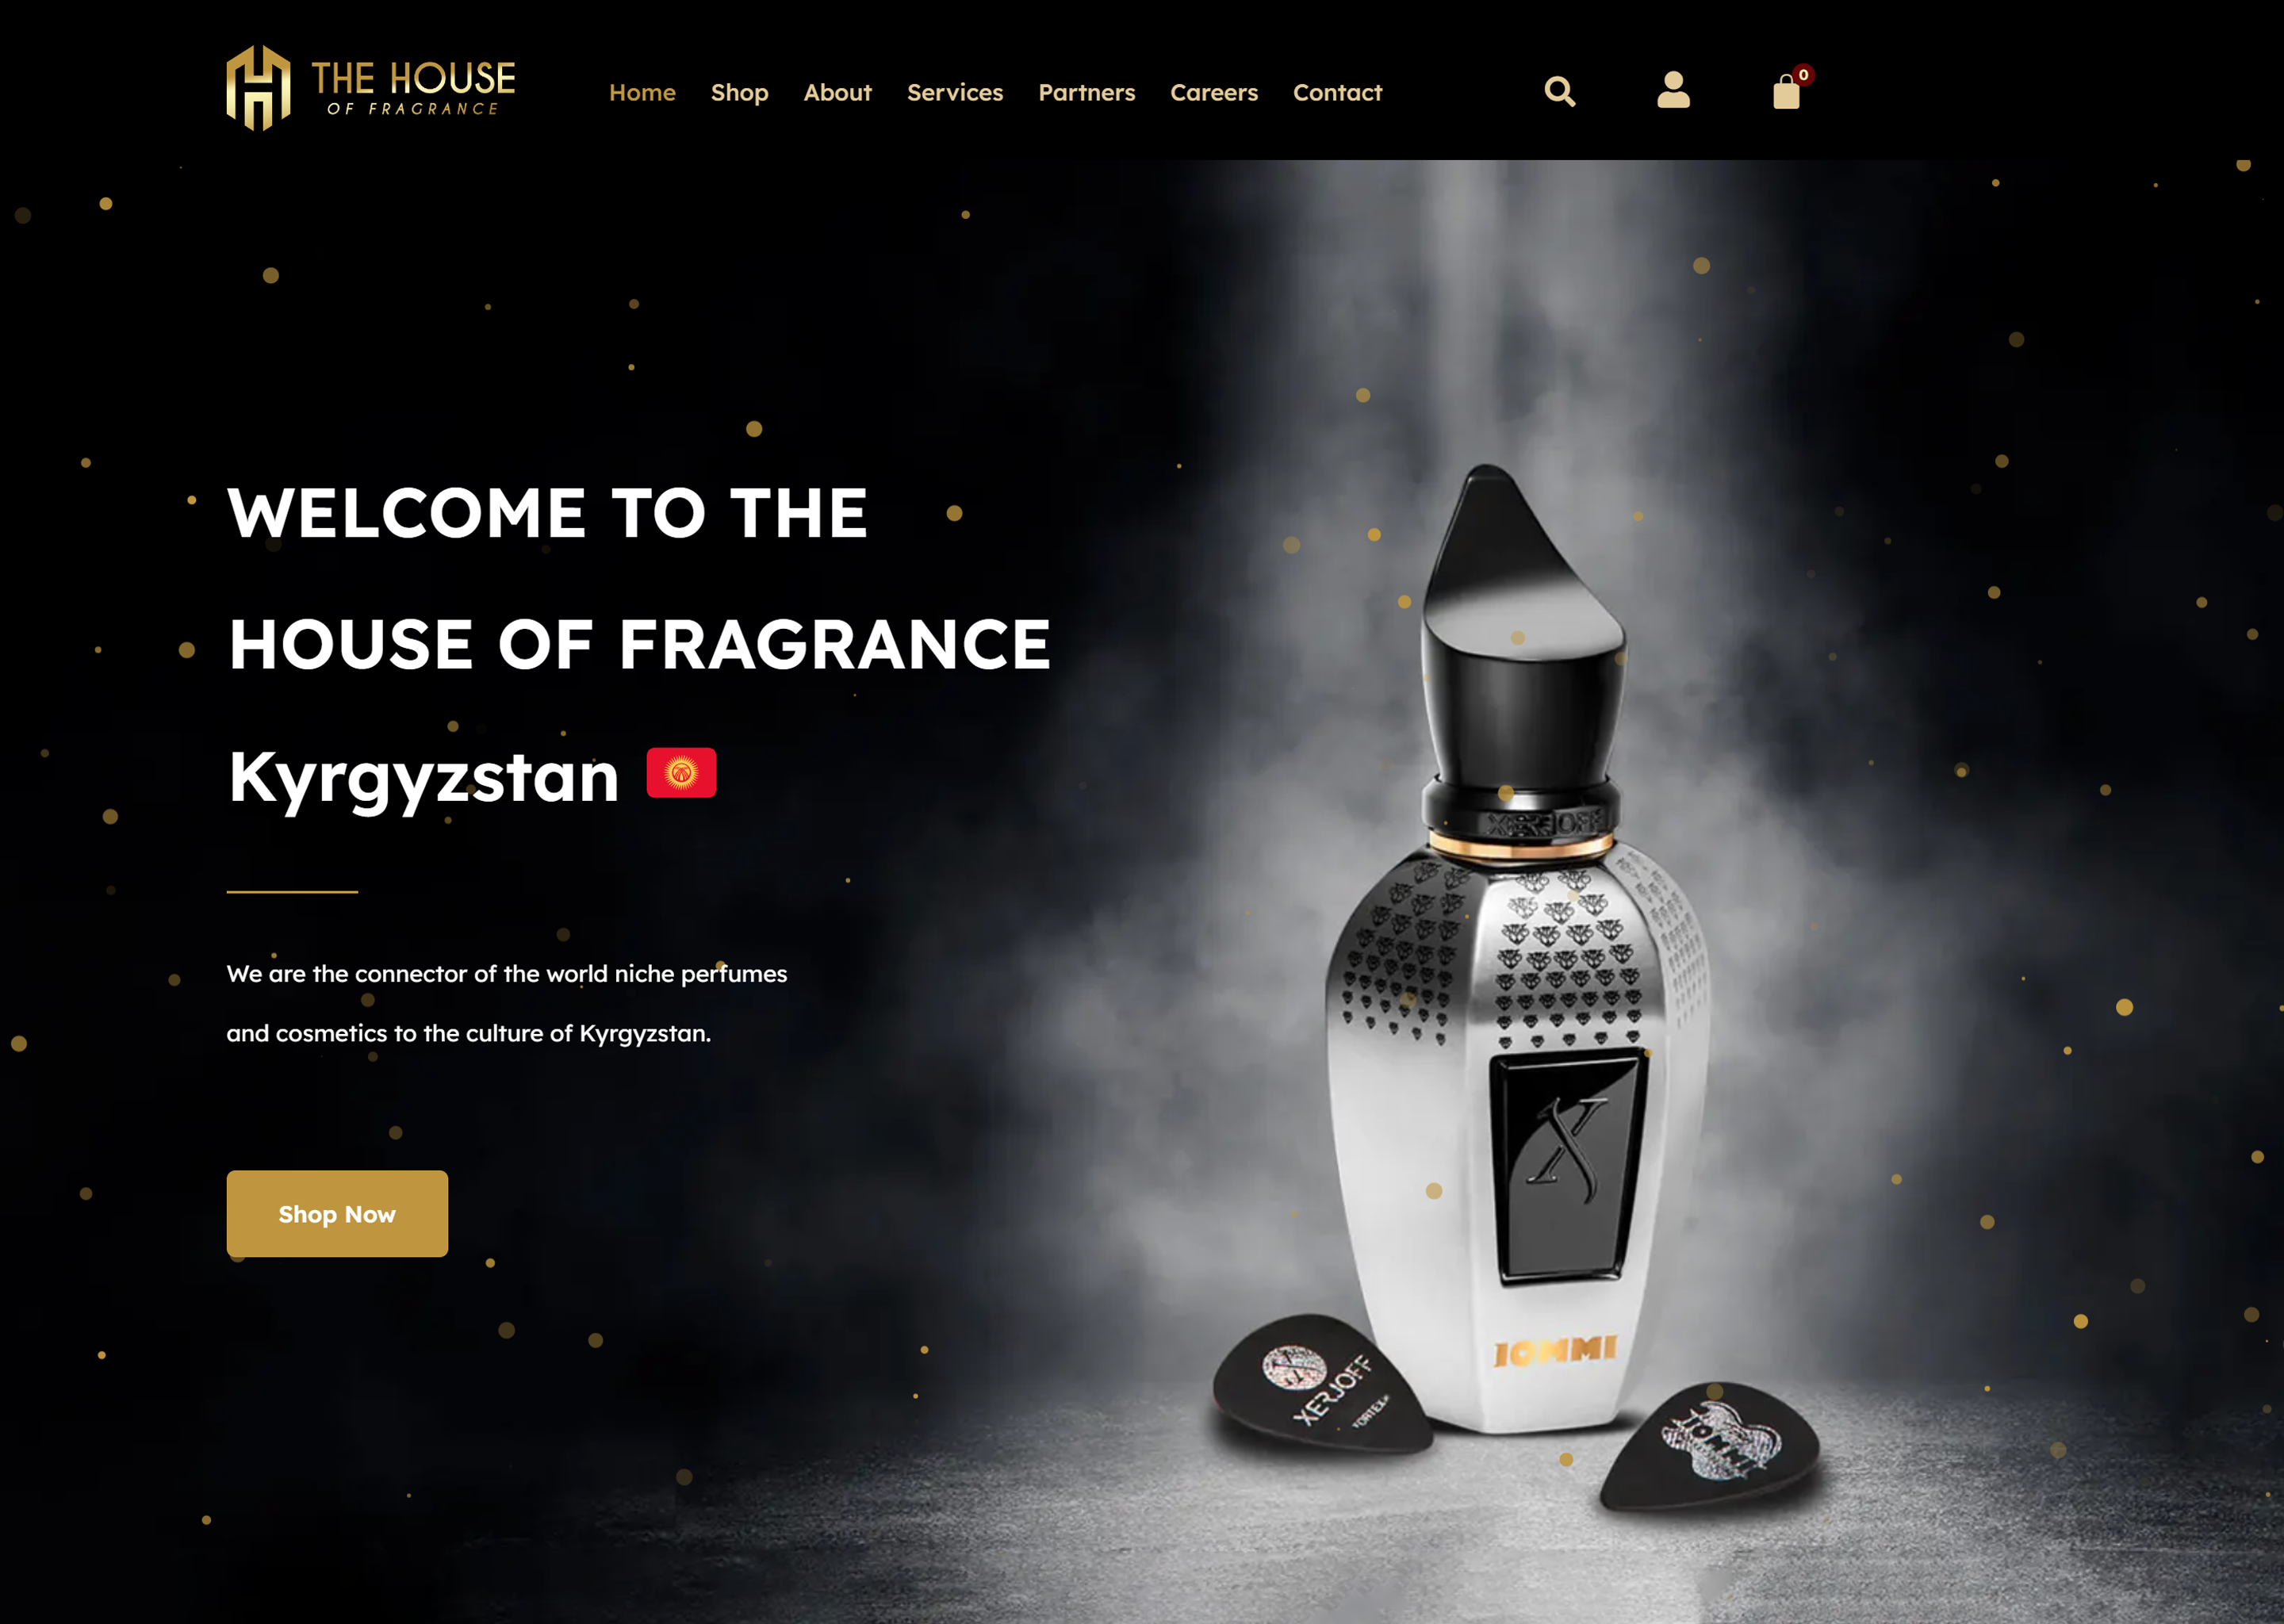 THE HOUSE
OF FRAGRANCE
Home Shop About Services Partners Careers Contact
0
WELCOME TO THE
HOUSE OF FRAGRANCE
Kyrgyzstan
We are the connector of the world niche perfumes
and cosmetics to the culture of Kyrgyzstan.
Shop Now
XERJOFF
X
IOMMI
X
XERJOFF
TORTEX®
IOMMI